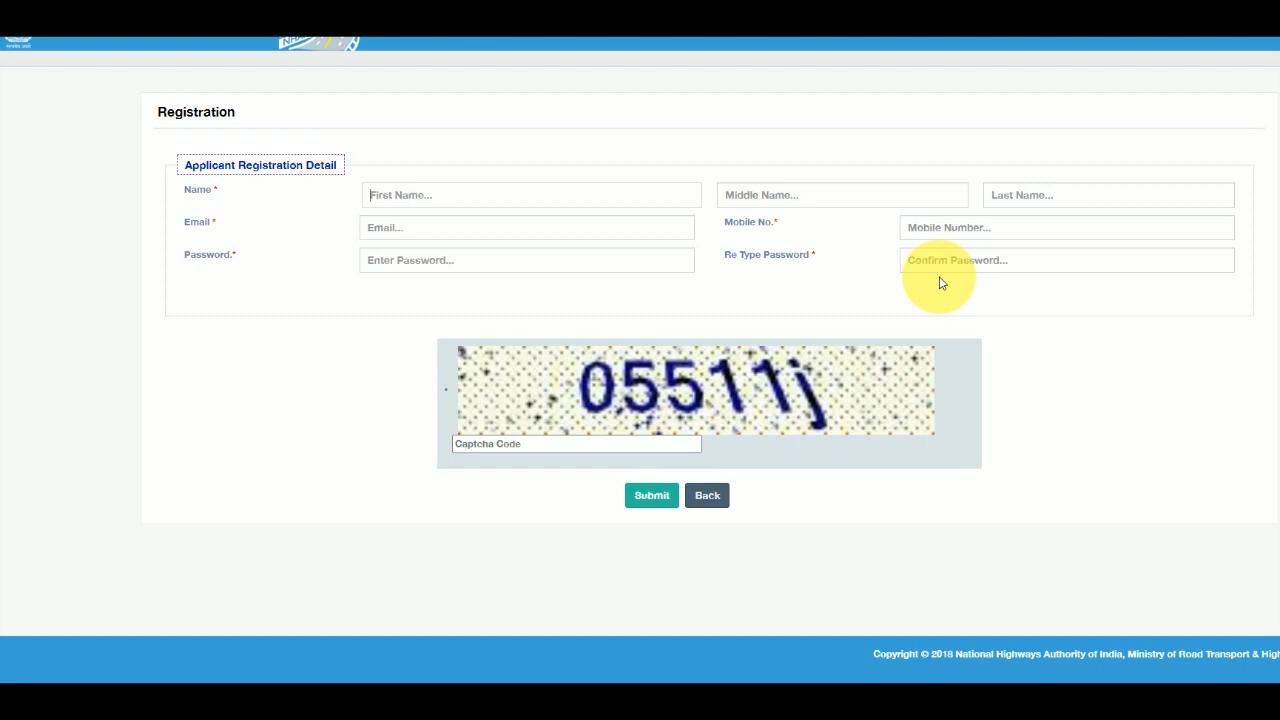 Registration
Applicant Registration Detail
Name * First Name... Middle Name... Last Name...
Email * Email... Mobile No.* Mobile Number...
Password.* Enter Password... Re Type Password * Confirm Password...
05511j
Captcha Code
Submit Back
Copyright © 2018 National Highways Authority of India, Ministry of Road Transport & High